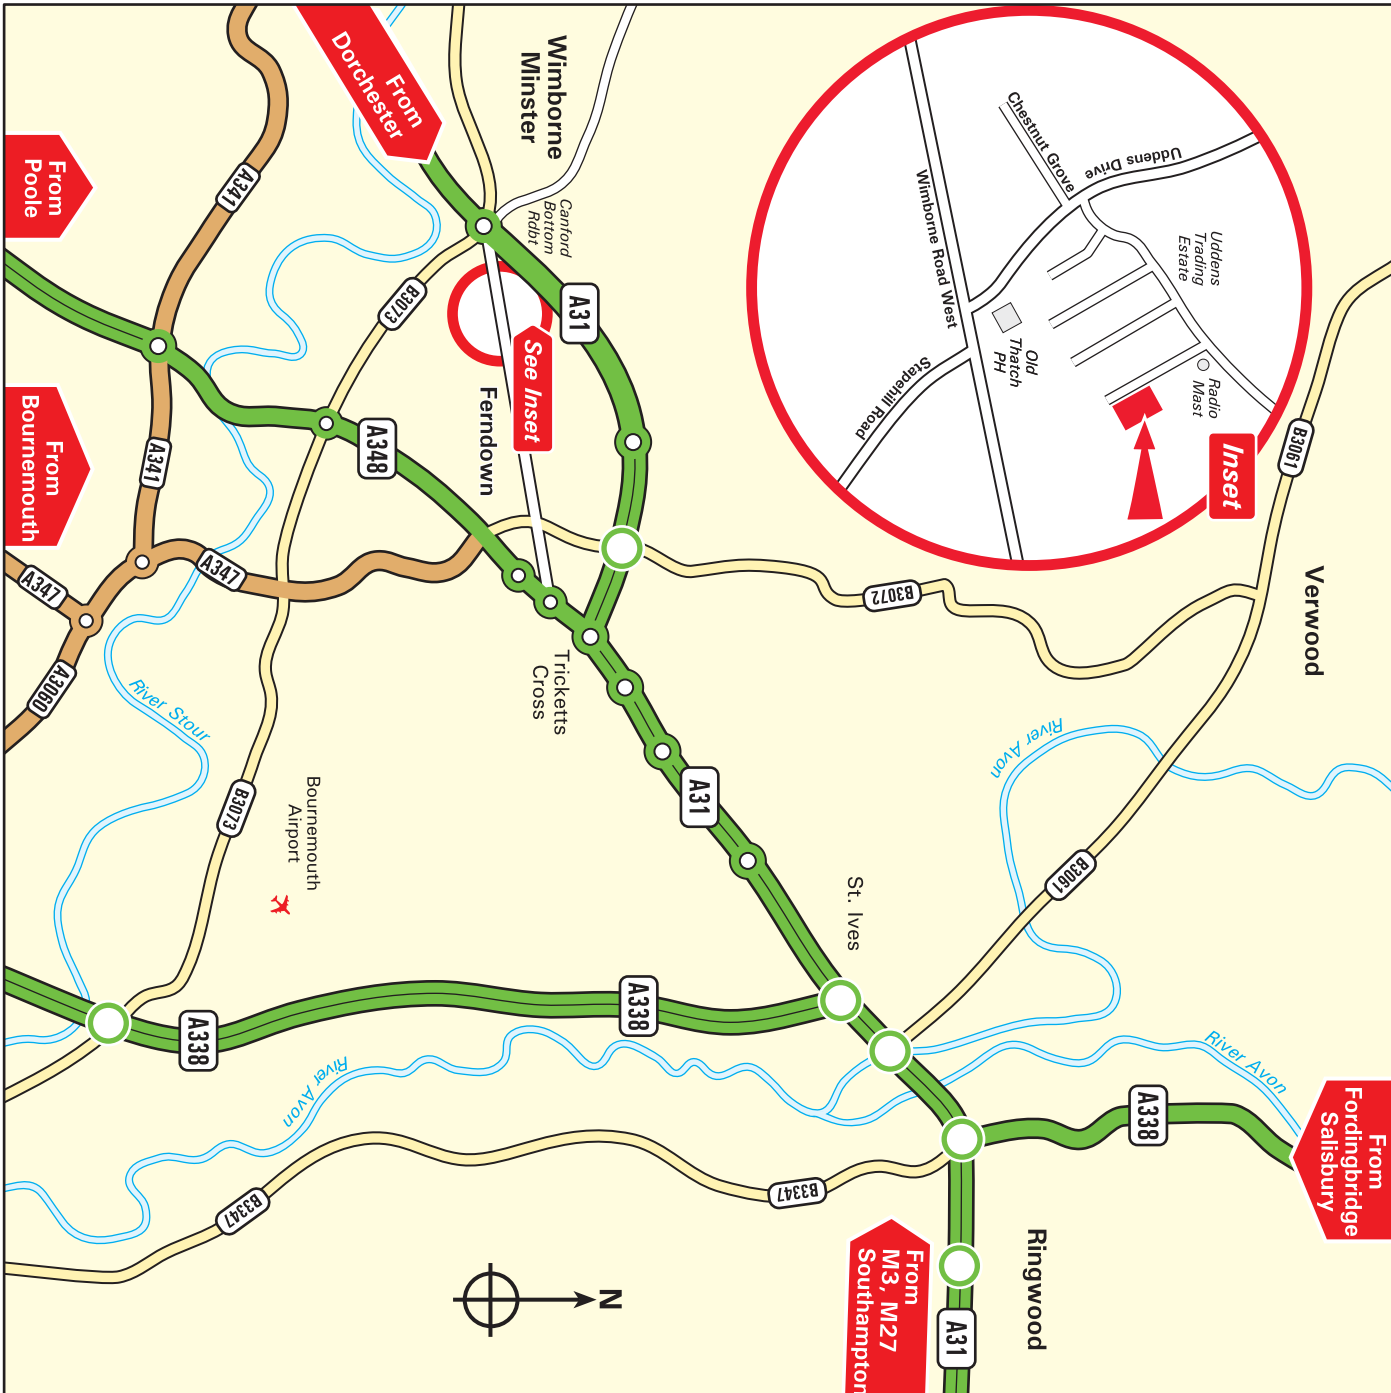 From
Fordingbridge
Salisbury
Verwood
B3061
Inset
Uddens
Trading
Estate
Uddens Drive
Chestnut Grove
Radio
Mast
Old
Thatch
PH
Wimborne Road West
Stapehill Road
River Avon
River Avon
A338
B3061
B3072
Ringwood
A31
From
M3, M27
Southampton
B3347
St. Ives
A31
A338
Wimborne
Minster
Canford
Bottom
Rdbt
A31
See Inset
Ferndown
Tricketts
Cross
From
Dorchester
B3073
A348
N
Bournemouth
Airport
River Avon
B3347
A341
A347
River Stour
B3073
A338
A341
From
Poole
From
Bournemouth
A347
A3060